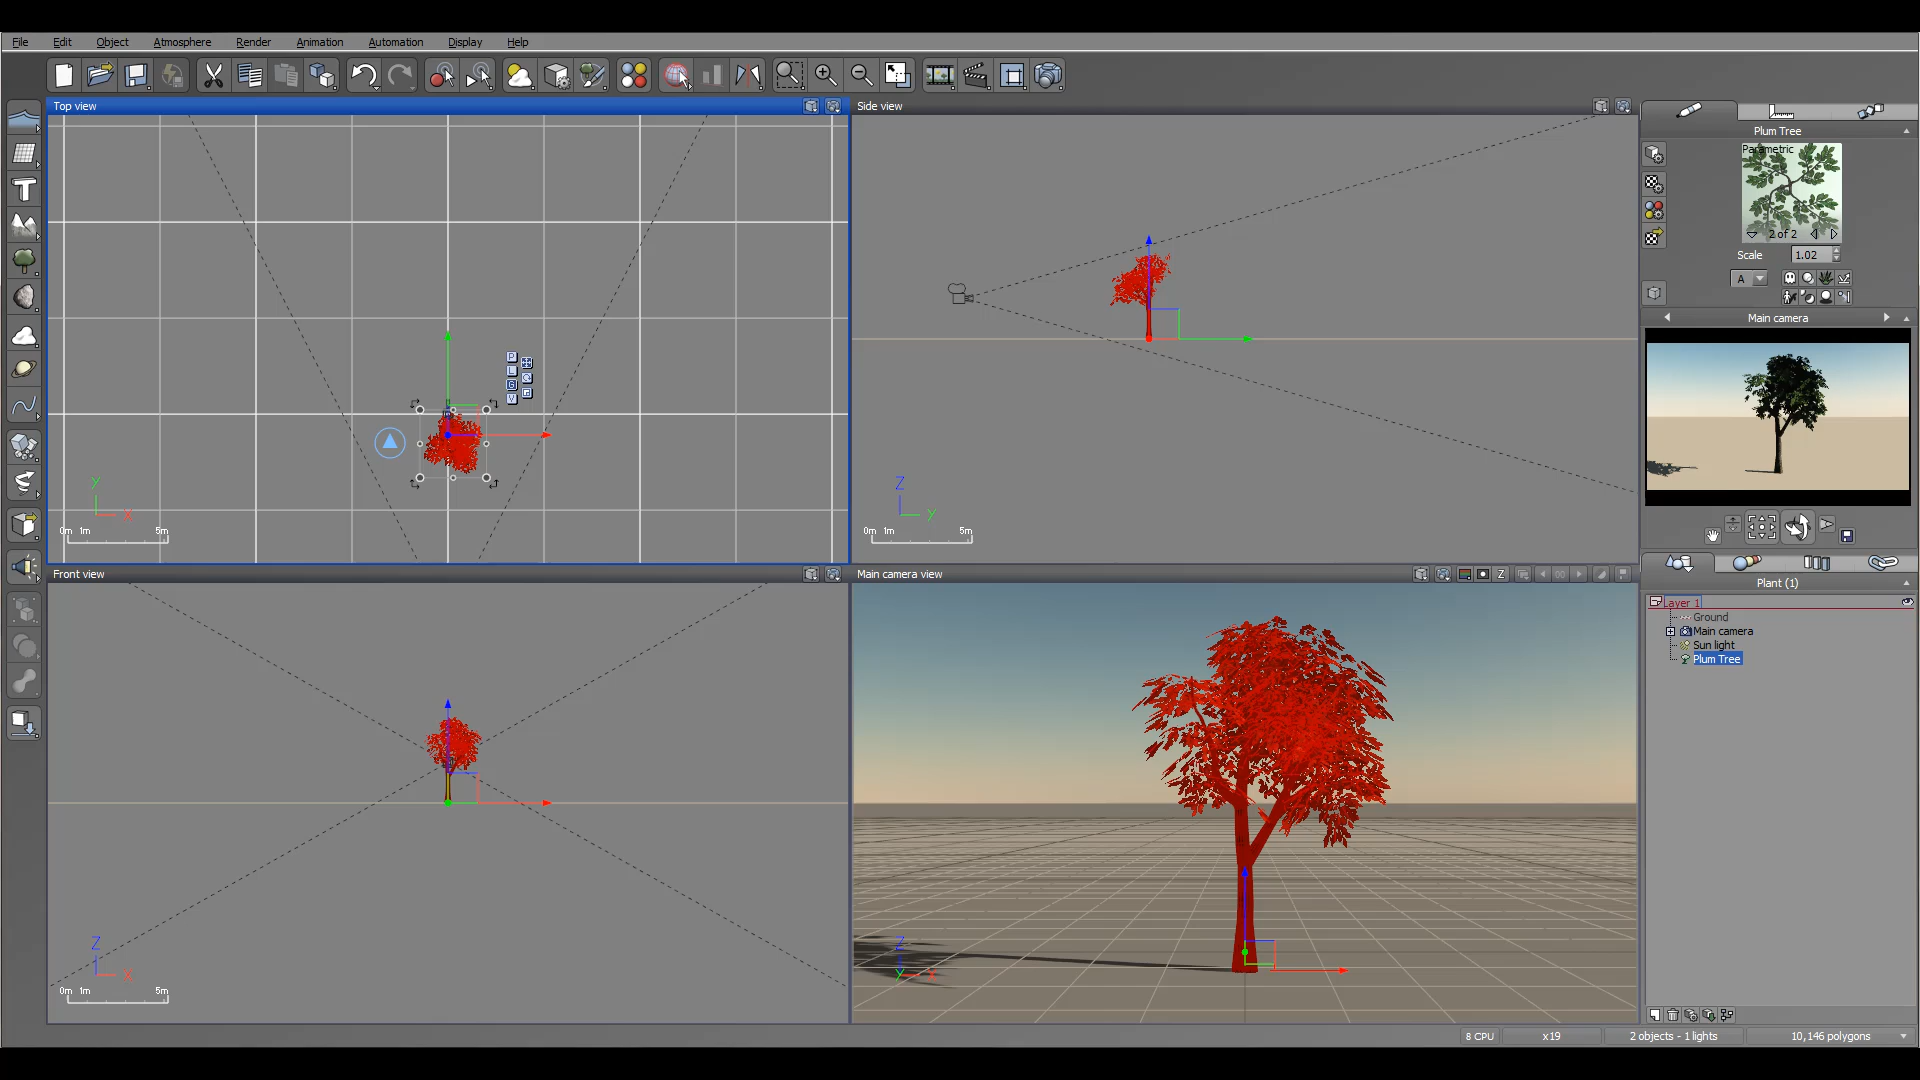 File Edit Object Atmosphere Render Animation Automation Display Help
Top view
Side view
Plum Tree
Parametric
2 of 2
Scale 1.02
A
Main camera
P
L
G
V
Y
X
0m 1m 5m
Z
Y
0m 1m 5m
Front view
Main camera view
Z
Plant (1)
Layer 1
Ground
Main camera
Sun light
Plum Tree
Z
X
0m 1m 5m
Z
Y
X
8 CPU x19 2 objects - 1 lights 10,146 polygons